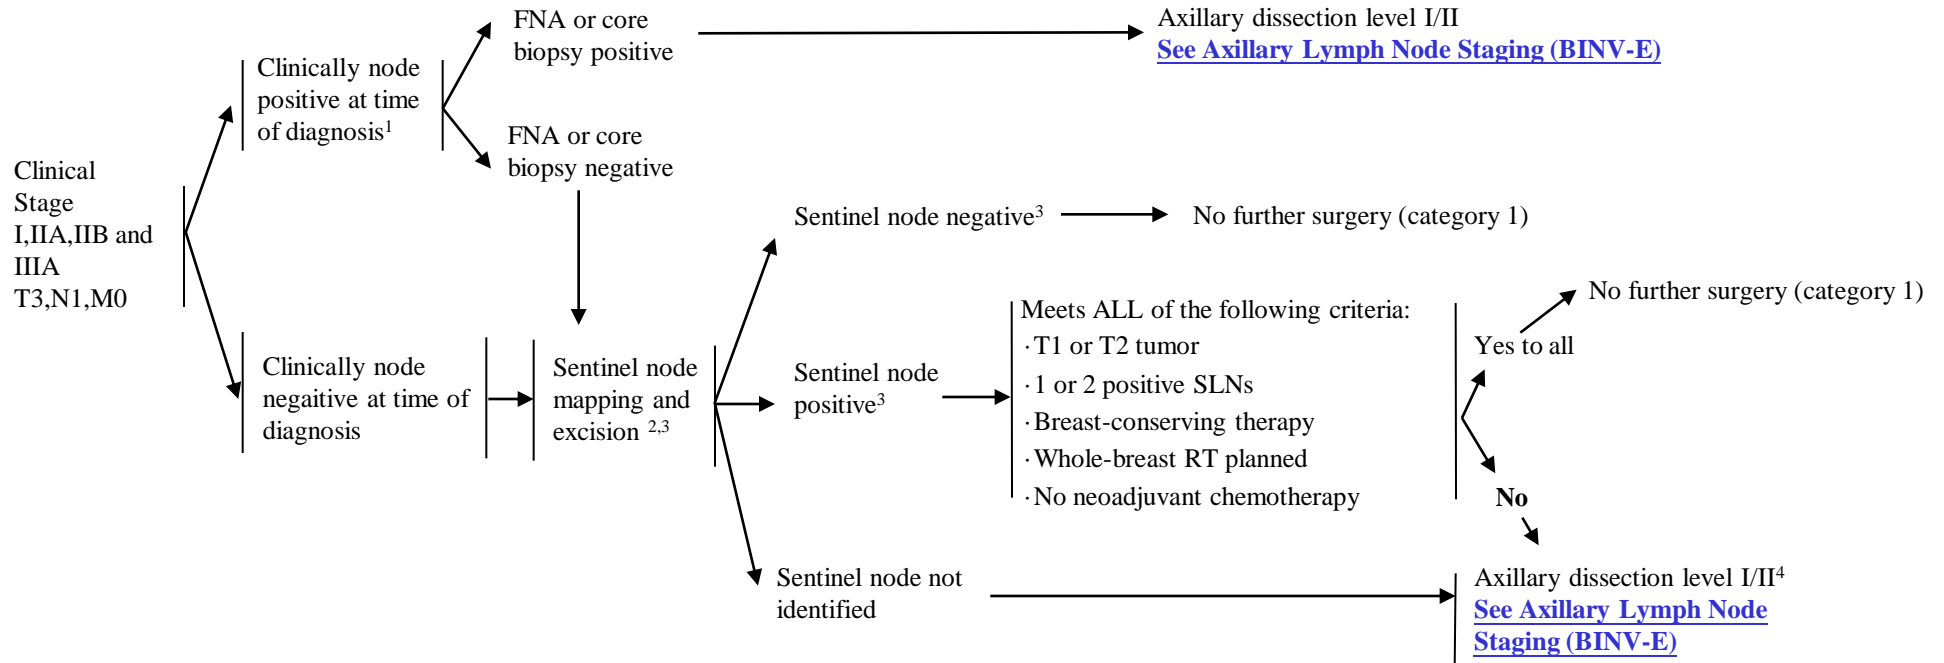 FNA or core
biopsy positive
Axillary dissection level I/II
See Axillary Lymph Node Staging (BINV-E)
Clinically node
positive at time
of diagnosis1
FNA or core
biopsy negative
Clinical
Stage
I,IIA,IIB and
IIIA
T3,N1,M0
Sentinel node negative3
No further surgery (category 1)
Clinically node
negaitive at time of
diagnosis
Sentinel node
mapping and
excision 2,3
Sentinel node
positive3
Meets ALL of the following criteria:
·T1 or T2 tumor
·1 or 2 positive SLNs
·Breast-conserving therapy
·Whole-breast RT planned
·No neoadjuvant chemotherapy
No further surgery (category 1)
Yes to all
No
Sentinel node not
identified
Axillary dissection level I/II4
See Axillary Lymph Node
Staging (BINV-E)